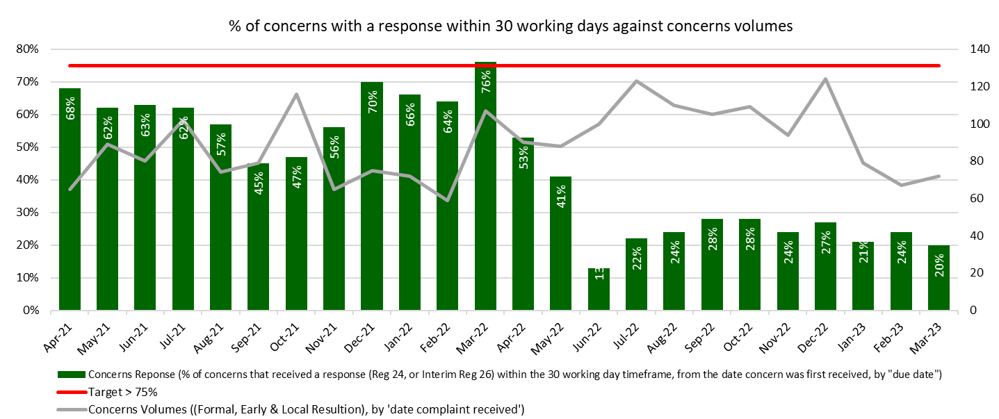 % of concerns with a response within 30 working days against concerns volumes
80%
70%
60%
50%
40%
30%
20%
10%
0%
140
120
100
80
60
40
20
0
68%
62%
63%
62%
57%
45%
47%
56%
70%
66%
64%
76%
53%
41%
13
22%
24%
28%
28%
24%
27%
21%
24%
20%
Apr-21
May-21
Jun-21
Jul-21
Aug-21
Sep-21
Oct-21
Nov-21
Dec-21
Jan-22
Feb-22
Mar-22
Apr-22
May-22
Jun-22
Jul-22
Aug-22
Sep-22
Oct-22
Nov-22
Dec-22
Jan-23
Feb-23
Mar-23
Concerns Reponse (% of concerns that received a response (Reg 24, or Interim Reg 26) within the 30 working day timeframe, from the date concern was first received, by "due date")
Target > 75%
Concerns Volumes ((Formal, Early & Local Resultion), by 'date complaint received')